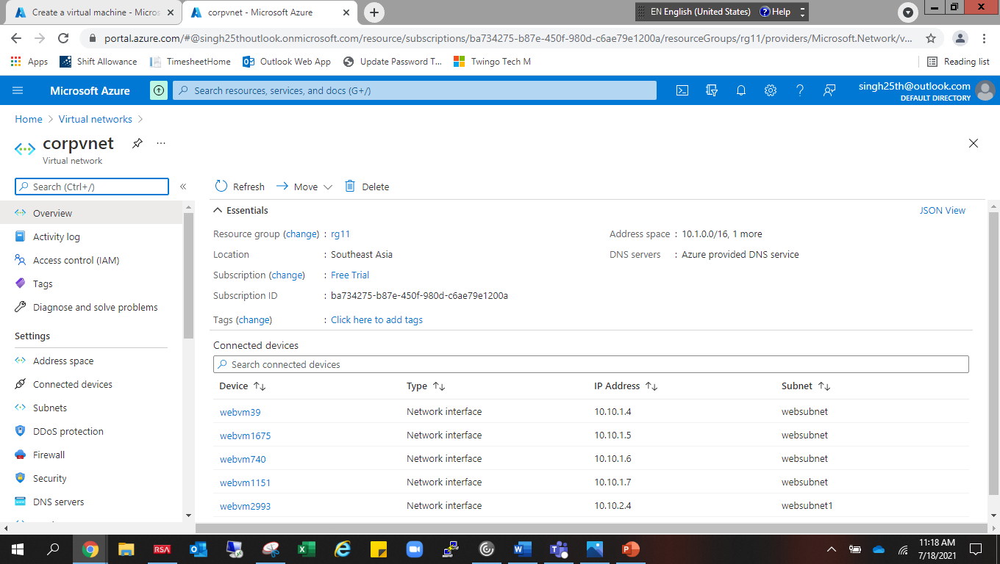 Create a virtual machine - Micros
corpvnet - Microsoft Azure
EN English (United States) Help
portal.azure.com/#@singh25thoutlook.onmicrosoft.com/resource/subscriptions/ba734275-b87e-450f-980d-c6ae79e1200a/resourceGroups/rg11/providers/Microsoft.Network/v...
Apps Shift Allowance TimesheetHome Outlook Web App Update Password T... Twingo Tech M Reading list
Microsoft Azure
Search resources, services, and docs (G+/)
singh25th@outlook.com
DEFAULT DIRECTORY
Home > Virtual networks >
corpvnet
...
Virtual network
Search (Ctrl+/)
«
Overview
Activity log
Access control (IAM)
Tags
Diagnose and solve problems
Settings
Address space
Connected devices
Subnets
DDoS protection
Firewall
Security
DNS servers
Refresh Move Delete
Essentials JSON View
Resource group (change) : rg11
Location : Southeast Asia
Subscription (change) : Free Trial
Subscription ID : ba734275-b87e-450f-980d-c6ae79e1200a
Tags (change) : Click here to add tags
Address space : 10.1.0.0/16, 1 more
DNS servers : Azure provided DNS service
Connected devices
Search connected devices
Device Type IP Address Subnet
webvm39 Network interface 10.10.1.4 websubnet
webvm1675 Network interface 10.10.1.5 websubnet
webvm740 Network interface 10.10.1.6 websubnet
webvm1151 Network interface 10.10.1.7 websubnet
webvm2993 Network interface 10.10.2.4 websubnet1
RSA
11:18 AM
7/18/2021